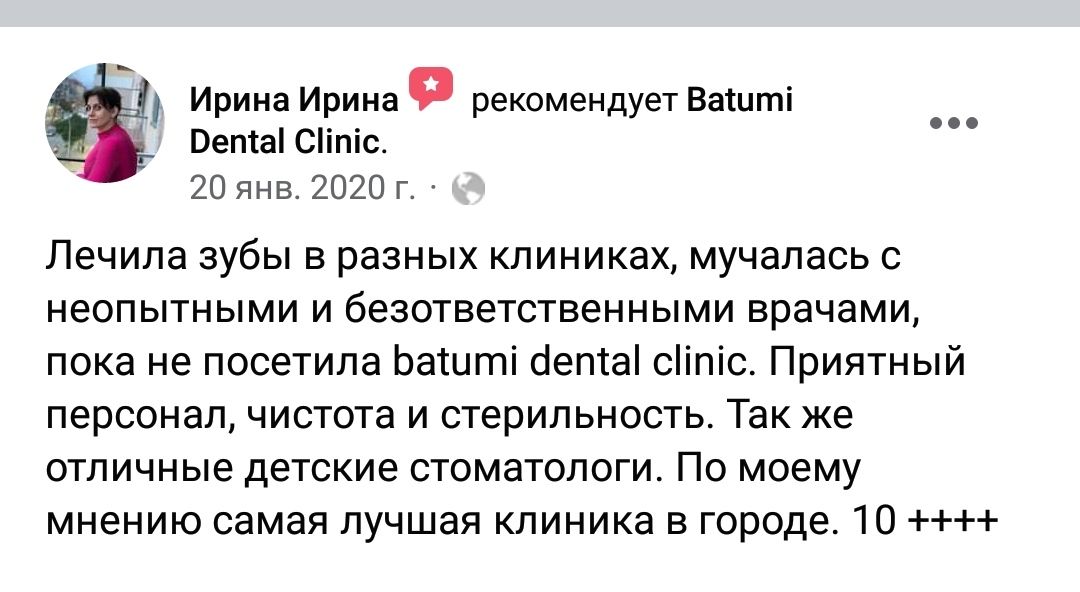 Ирина Ирина рекомендует Batumi
Dental Clinic.
20 янв. 2020 г. ·
Лечила зубы в разных клиниках, мучалась с
неопытными и безответственными врачами,
пока не посетила batumi dental clinic. Приятный
персонал, чистота и стерильность. Так же
отличные детские стоматологи. По моему
мнению самая лучшая клиника в городе. 10 ++++